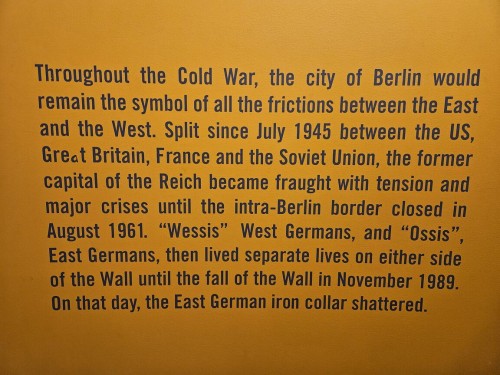 Throughout the Cold War, the city of Berlin would
remain the symbol of all the frictions between the East
and the West. Split since July 1945 between the US,
Great Britain, France and the Soviet Union, the former
capital of the Reich became fraught with tension and
major crises until the intra-Berlin border closed in
August 1961. “Wessis” West Germans, and “Ossis”,
East Germans, then lived separate lives on either side
of the Wall until the fall of the Wall in November 1989.
On that day, the East German iron collar shattered.